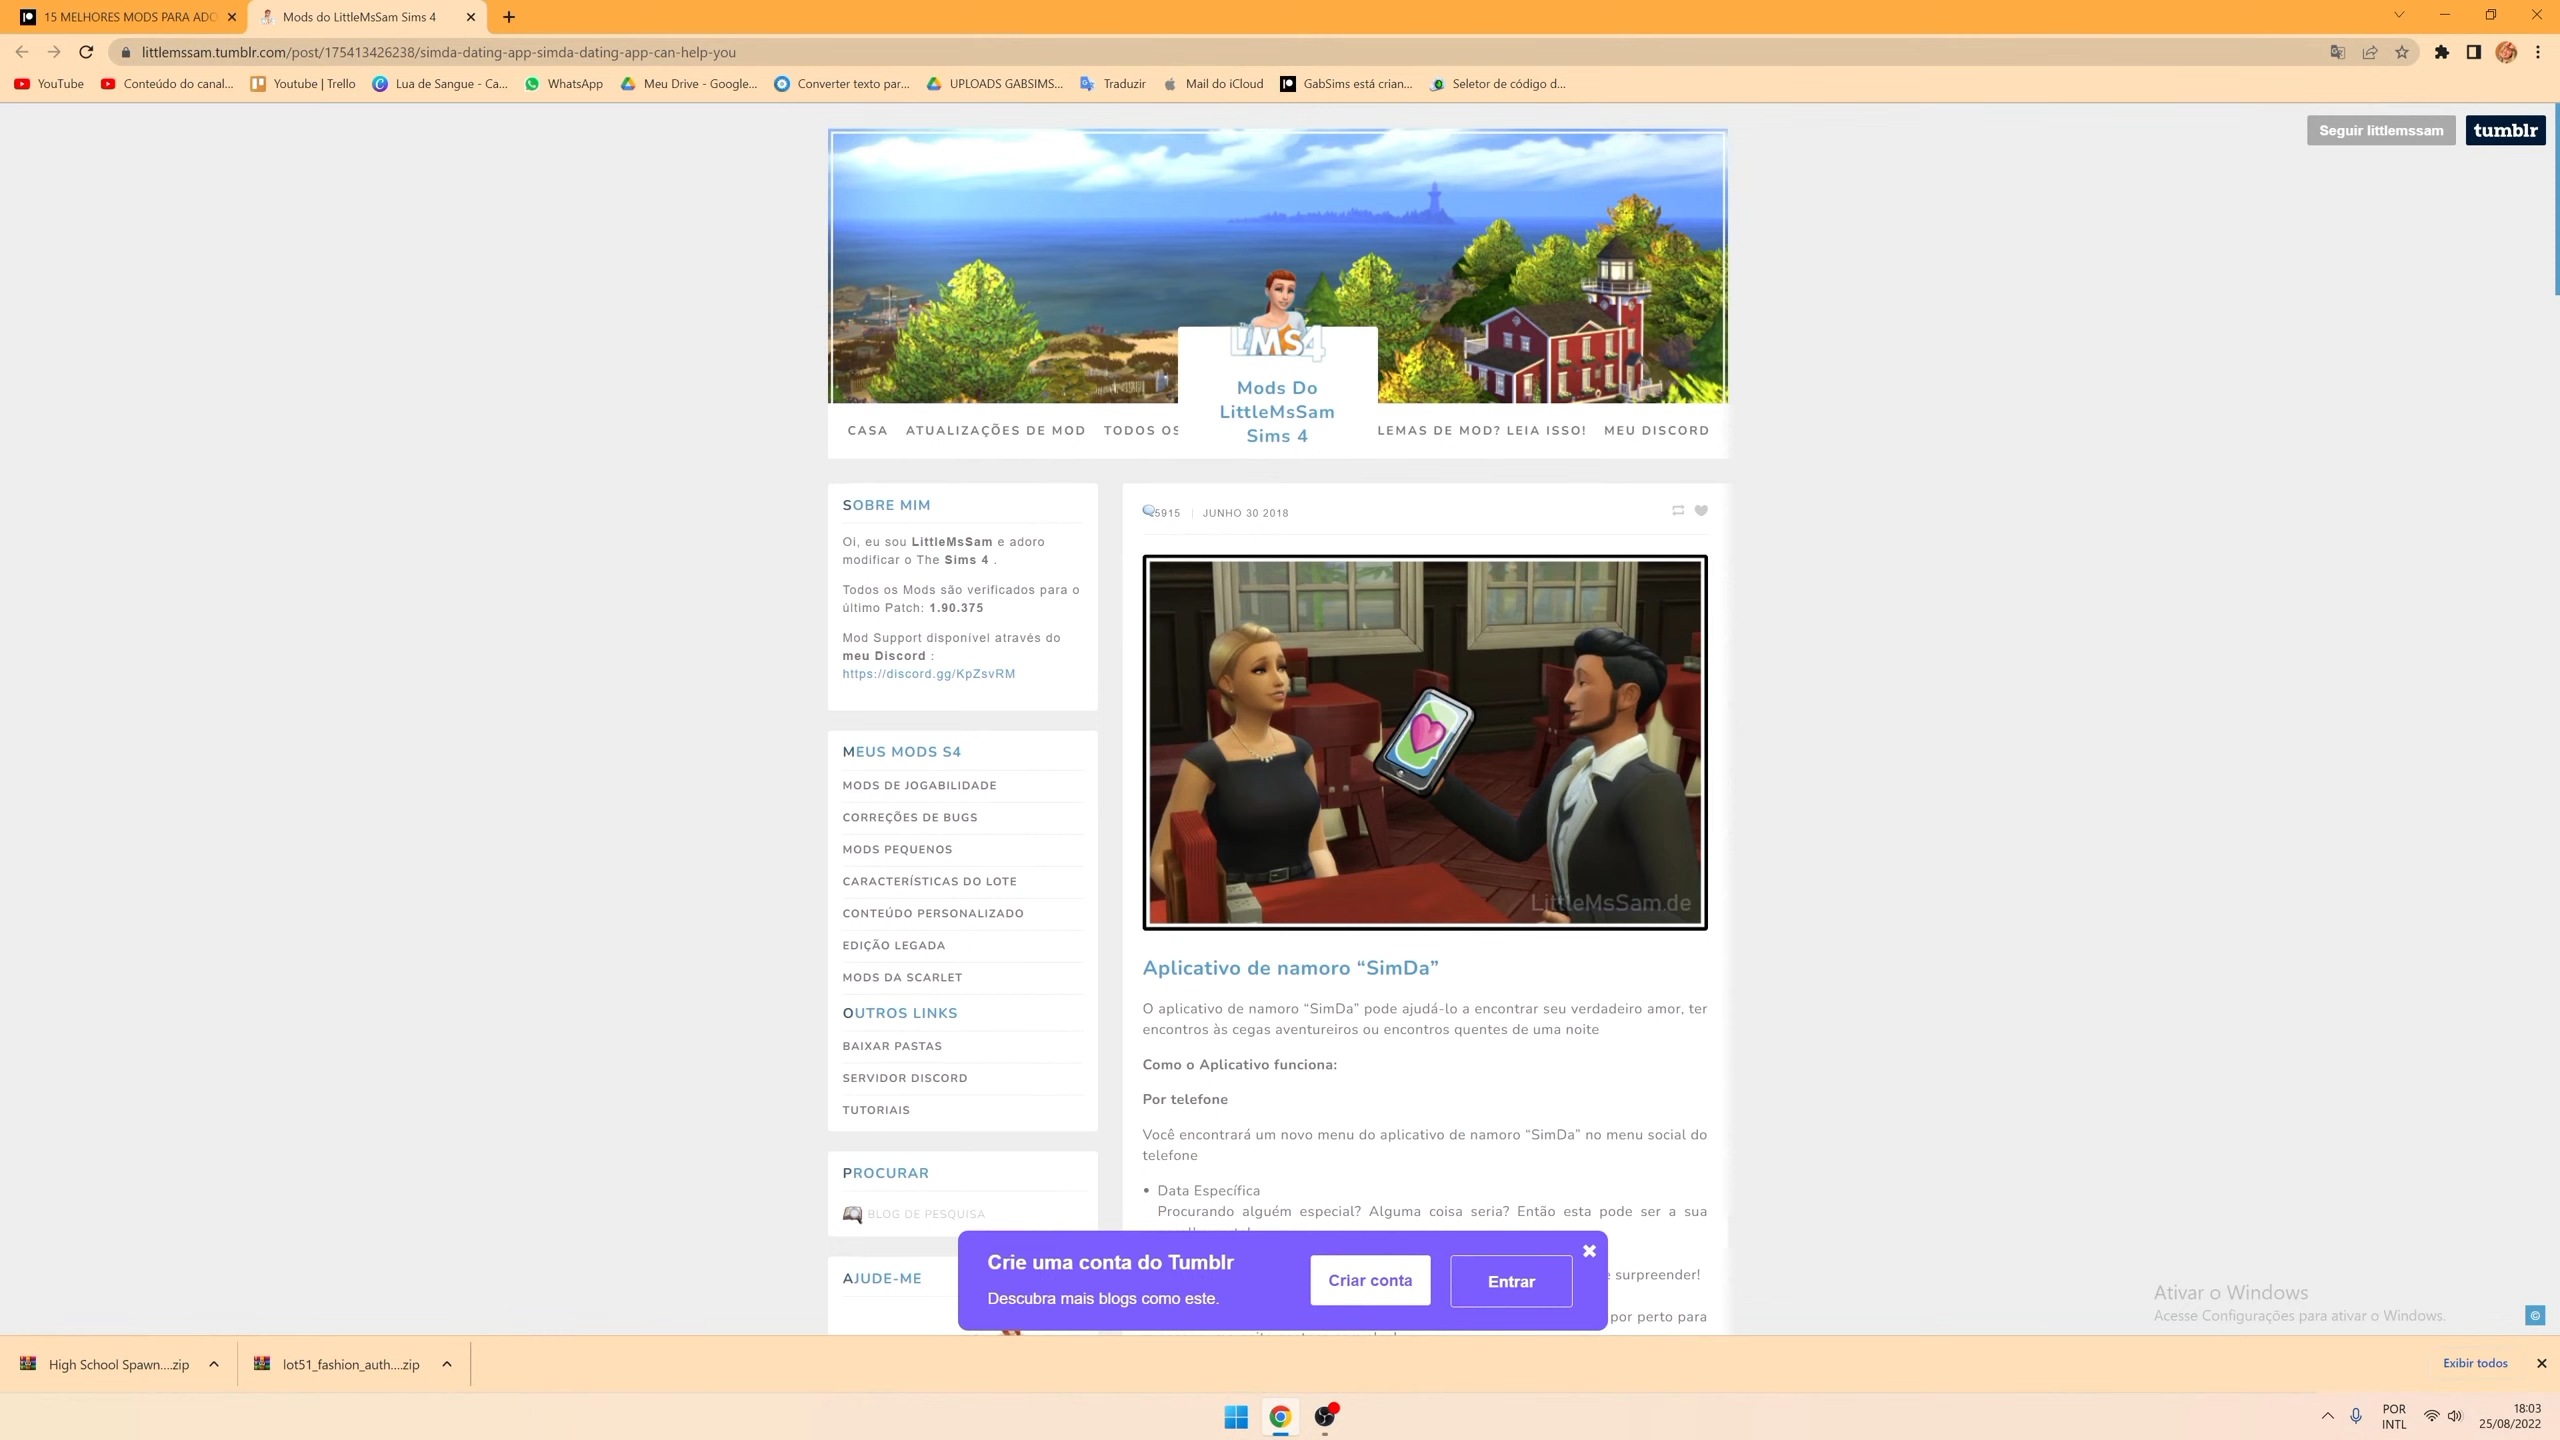 15 MELHORES MODS PARA ADO
Mods do LittleMsSam Sims 4
littlemssam.tumblr.com/post/175413426238/simda-dating-app-simda-dating-app-can-help-you
YouTube
Conteúdo do canal...
Youtube | Trello
Lua de Sangue - Ca...
WhatsApp
Meu Drive - Google...
Converter texto par...
UPLOADS GABSIMS...
Traduzir
Mail do iCloud
GabSims está crian...
Seletor de código d...
Seguir littlemssam
tumblr
LMS4
Mods Do
LittleMsSam
Sims 4
CASA
ATUALIZAÇÕES DE MOD
TODOS OS
LEMAS DE MOD? LEIA ISSO!
MEU DISCORD
SOBRE MIM
Oi, eu sou LittleMsSam e adoro
modificar o The Sims 4 .
Todos os Mods são verificados para o
último Patch: 1.90.375
Mod Support disponível através do
meu Discord :
https://discord.gg/KpZsvRM
MEUS MODS S4
MODS DE JOGABILIDADE
CORREÇÕES DE BUGS
MODS PEQUENOS
CARACTERÍSTICAS DO LOTE
CONTEÚDO PERSONALIZADO
EDIÇÃO LEGADA
MODS DA SCARLET
OUTROS LINKS
BAIXAR PASTAS
SERVIDOR DISCORD
TUTORIAIS
PROCURAR
BLOG DE PESQUISA
AJUDE-ME
5915
JUNHO 30 2018
LittleMsSam.de
Aplicativo de namoro “SimDa”
O aplicativo de namoro “SimDa” pode ajudá-lo a encontrar seu verdadeiro amor, ter
encontros às cegas aventureiros ou encontros quentes de uma noite
Como o Aplicativo funciona:
Por telefone
Você encontrará um novo menu do aplicativo de namoro “SimDa” no menu social do
telefone
• Data Específica
Procurando alguém especial? Alguma coisa seria? Então esta pode ser a sua
surpreender!
por perto para
Crie uma conta do Tumblr
Descubra mais blogs como este.
Criar conta
Entrar
Ativar o Windows
Acesse Configurações para ativar o Windows.
High School Spawn....zip
lot51_fashion_auth....zip
Exibir todos
POR
INTL
18:03
25/08/2022